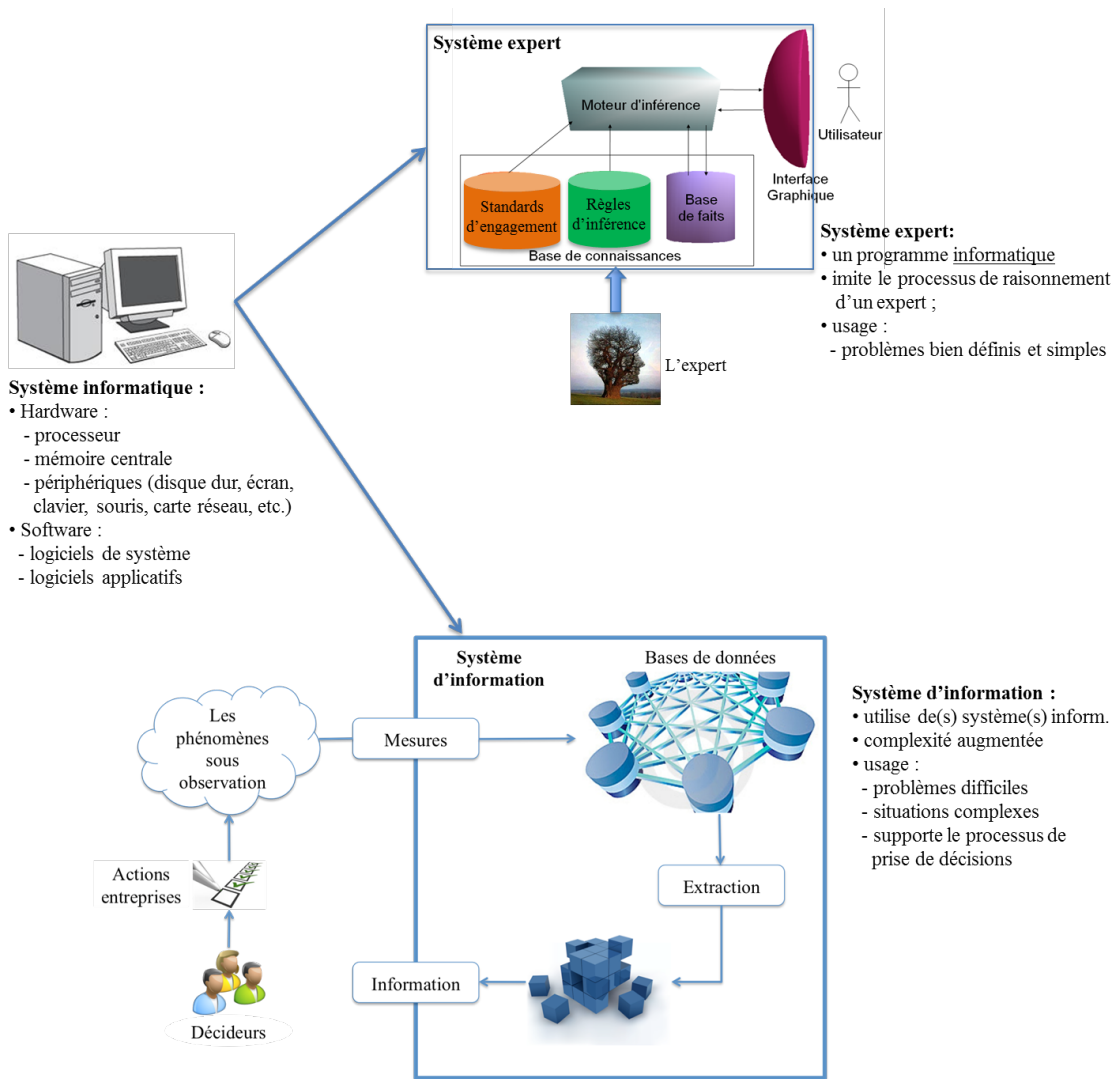 Système expert
Moteur d'inférence
Utilisateur
Interface
Graphique
Standards
d'engagement
Règles
d'inférence
Base
de faits
Base de connaissances
L'expert
Système expert:
• un programme informatique
• imite le processus de raisonnement
d'un expert ;
• usage :
- problèmes bien définis et simples
Système informatique :
• Hardware :
- processeur
- mémoire centrale
- périphériques (disque dur, écran,
clavier, souris, carte réseau, etc.)
• Software :
- logiciels de système
- logiciels applicatifs
Système
d'information
Bases de données
Les
phénomènes
sous
observation
Mesures
Extraction
Information
Actions
entreprises
Décideurs
Système d'information :
• utilise de(s) système(s) inform.
• complexité augmentée
• usage :
- problèmes difficiles
- situations complexes
- supporte le processus de
prise de décisions